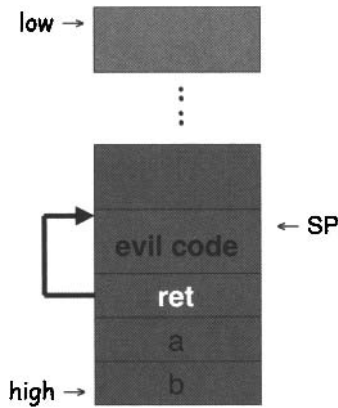 low →
← SP
evil code
ret
a
b
high →